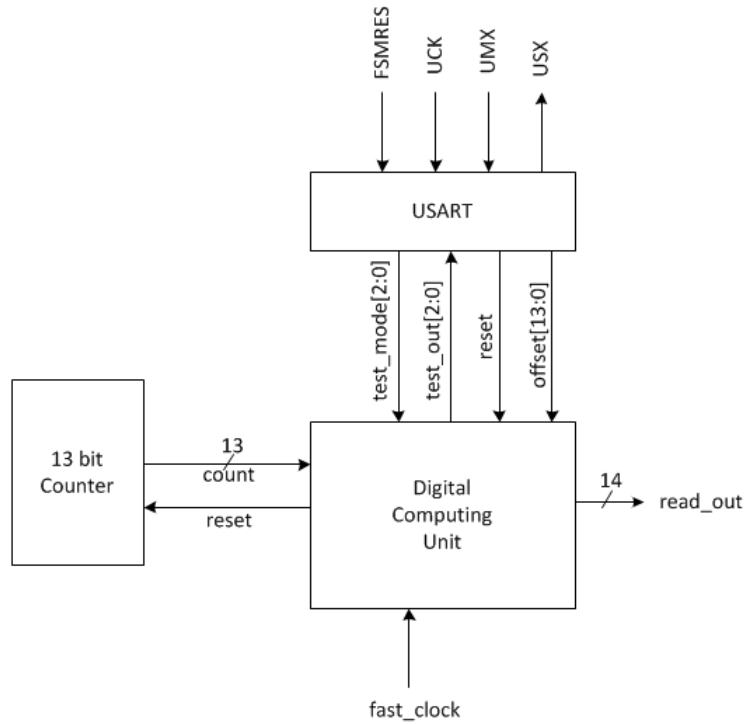 FSMRES
UCK
UMX
USX
USART
test_mode[2:0]
test_out[2:0]
reset
offset[13:0]
13 bit
Counter
13
count
reset
Digital
Computing
Unit
14
read_out
fast_clock